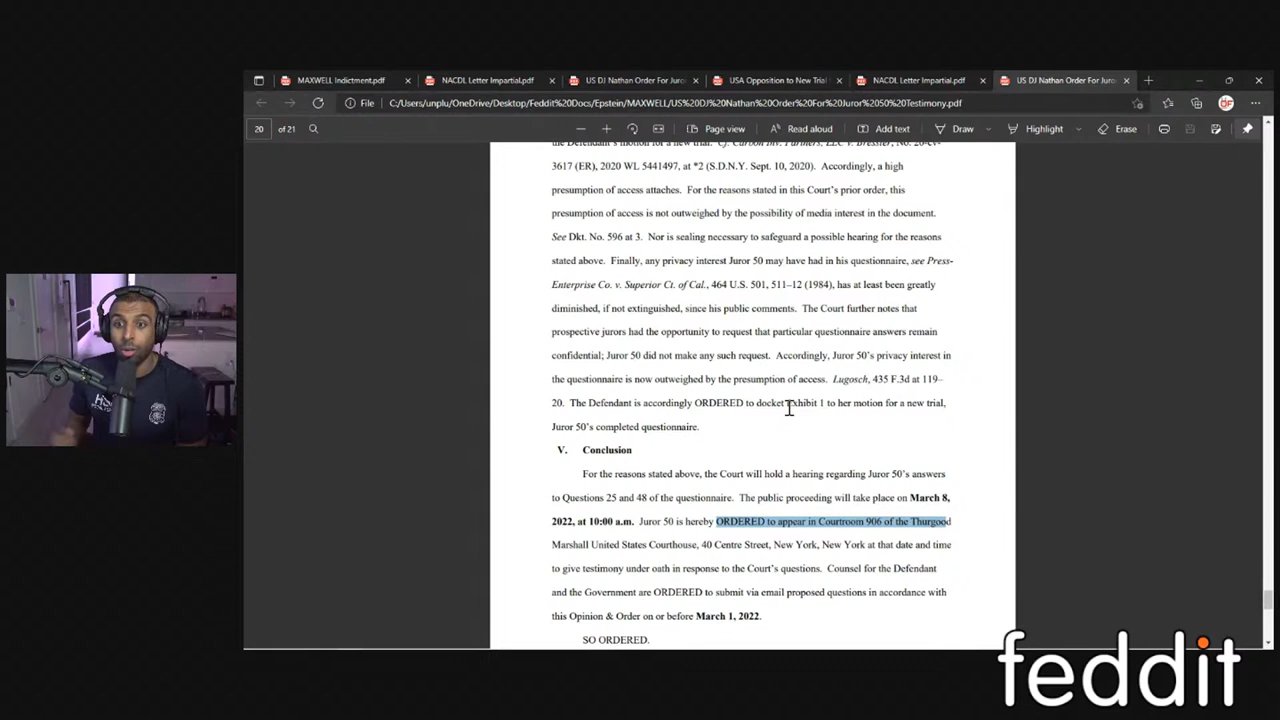 MAXWELL Indictment.pdf
NACDL Letter Impartial.pdf
US DJ Nathan Order For Juro
USA Opposition to New Trial
NACDL Letter Impartial.pdf
US DJ Nathan Order For Juro
File C:/Users/unplu/OneDrive/Desktop/Feddit%20Docs/Epstein/MAXWELL/US%20DJ%20Nathan%20Order%20For%20Juror%2050%20Testimony.pdf
20 of 21 Page view Read aloud Add text Draw Highlight Erase
the Defendant's motion for a new trial. Cf. Carbon Inv. Partners, LLC v. Bressler, No. 20-cv-
3617 (ER), 2020 WL 5441497, at *2 (S.D.N.Y. Sept. 10, 2020). Accordingly, a high
presumption of access attaches. For the reasons stated in this Court's prior order, this
presumption of access is not outweighed by the possibility of media interest in the document.
See Dkt. No. 596 at 3. Nor is sealing necessary to safeguard a possible hearing for the reasons
stated above. Finally, any privacy interest Juror 50 may have had in his questionnaire, see Press-
Enterprise Co. v. Superior Ct. of Cal., 464 U.S. 501, 511–12 (1984), has at least been greatly
diminished, if not extinguished, since his public comments. The Court further notes that
prospective jurors had the opportunity to request that particular questionnaire answers remain
confidential; Juror 50 did not make any such request. Accordingly, Juror 50's privacy interest in
the questionnaire is now outweighed by the presumption of access. Lugosch, 435 F.3d at 119–
20. The Defendant is accordingly ORDERED to docket Exhibit 1 to her motion for a new trial,
Juror 50's completed questionnaire.
V. Conclusion
For the reasons stated above, the Court will hold a hearing regarding Juror 50's answers
to Questions 25 and 48 of the questionnaire. The public proceeding will take place on March 8,
2022, at 10:00 a.m. Juror 50 is hereby ORDERED to appear in Courtroom 906 of the Thurgood
Marshall United States Courthouse, 40 Centre Street, New York, New York at that date and time
to give testimony under oath in response to the Court's questions. Counsel for the Defendant
and the Government are ORDERED to submit via email proposed questions in accordance with
this Opinion & Order on or before March 1, 2022.
SO ORDERED.
feddit